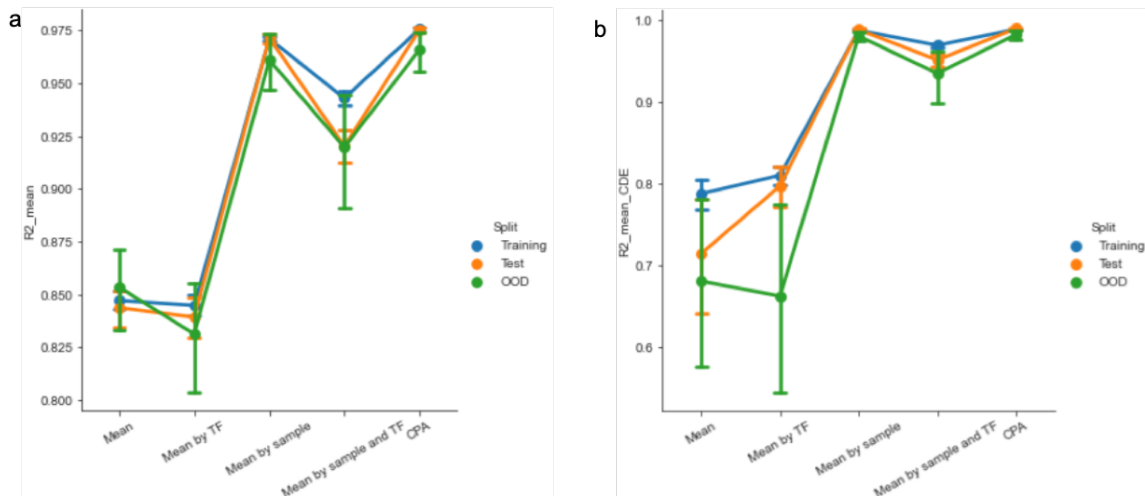 a
0.975
0.950
0.925
0.900
0.875
0.850
0.825
0.800
R2_mean
Mean
Mean by TF
Mean by sample
Mean by sample and TF
CPA
Split
Training
Test
OOD
b
1.0
0.9
0.8
0.7
0.6
R2_mean_CDE
Mean
Mean by TF
Mean by sample
Mean by sample and TF
CPA
Split
Training
Test
OOD